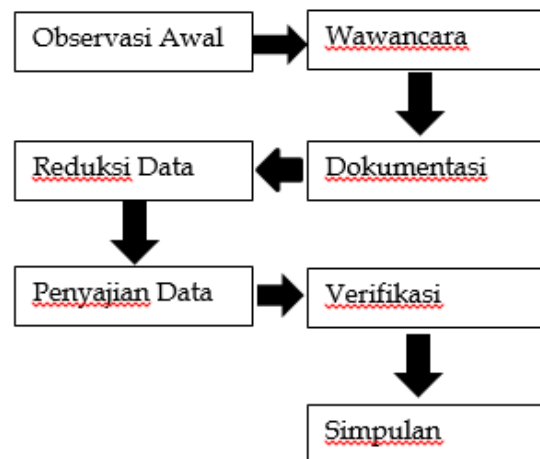 Observasi Awal
Wawancara
Dokumentasi
Reduksi Data
Penyajian Data
Verifikasi
Simpulan